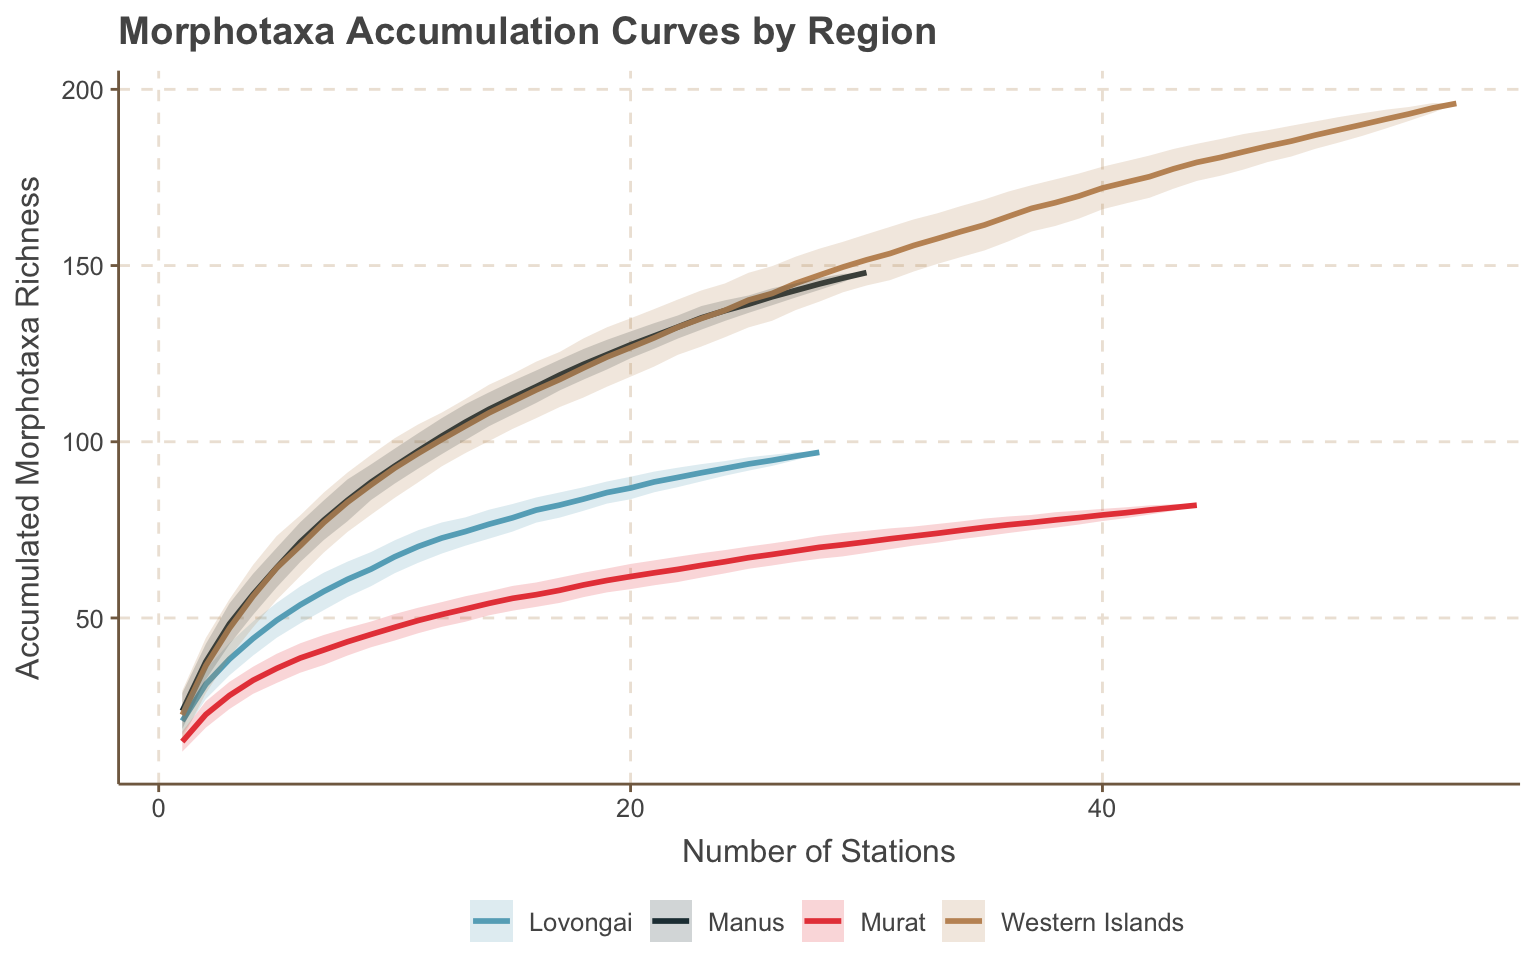 Morphotaxa Accumulation Curves by Region
Accumulated Morphotaxa Richness
200
150
100
50
0 20 40
Number of Stations
Lovongai Manus Murat Western Islands